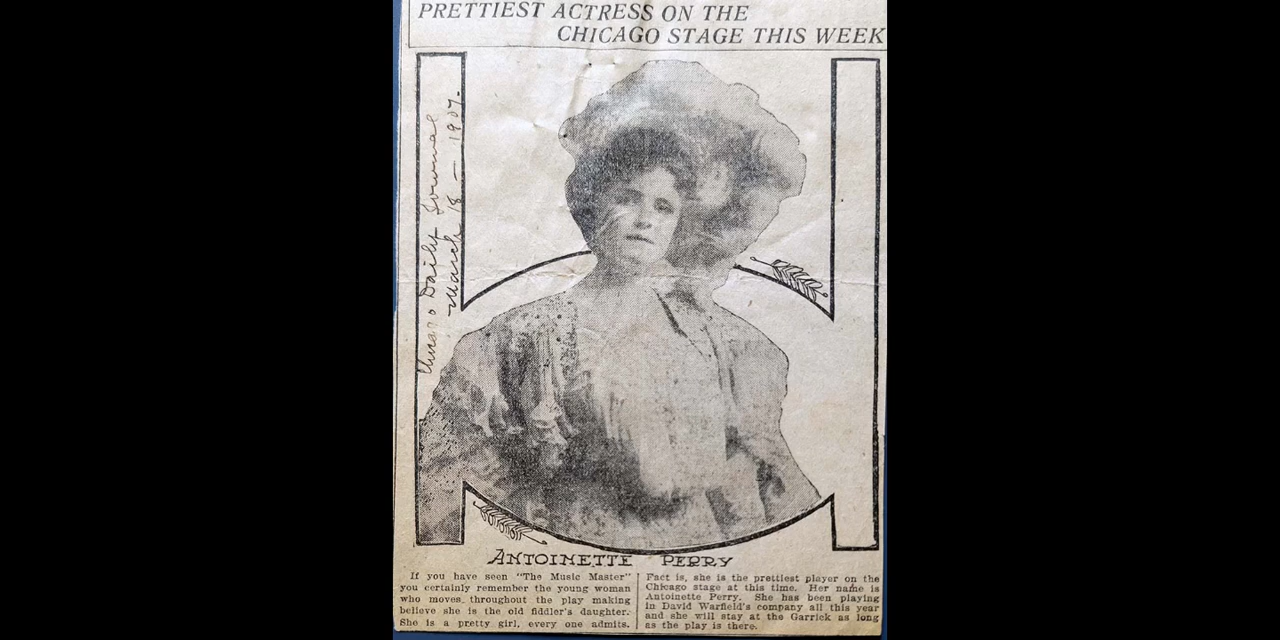 PRETTIEST ACTRESS ON THE
CHICAGO STAGE THIS WEEK
Daily Journal
March 18 — 1907.
ANTOINETTE PERRY
If you have seen "The Music Master"
you certainly remember the young woman
who moves throughout the play making
believe she is the old fiddler's daughter.
She is a pretty girl, every one admits.
Fact is, she is the prettiest player on the
Chicago stage at this time. Her name is
Antoinette Perry. She has been playing
in David Warfield's company all this year
and she will stay at the Garrick as long
as the play is there.